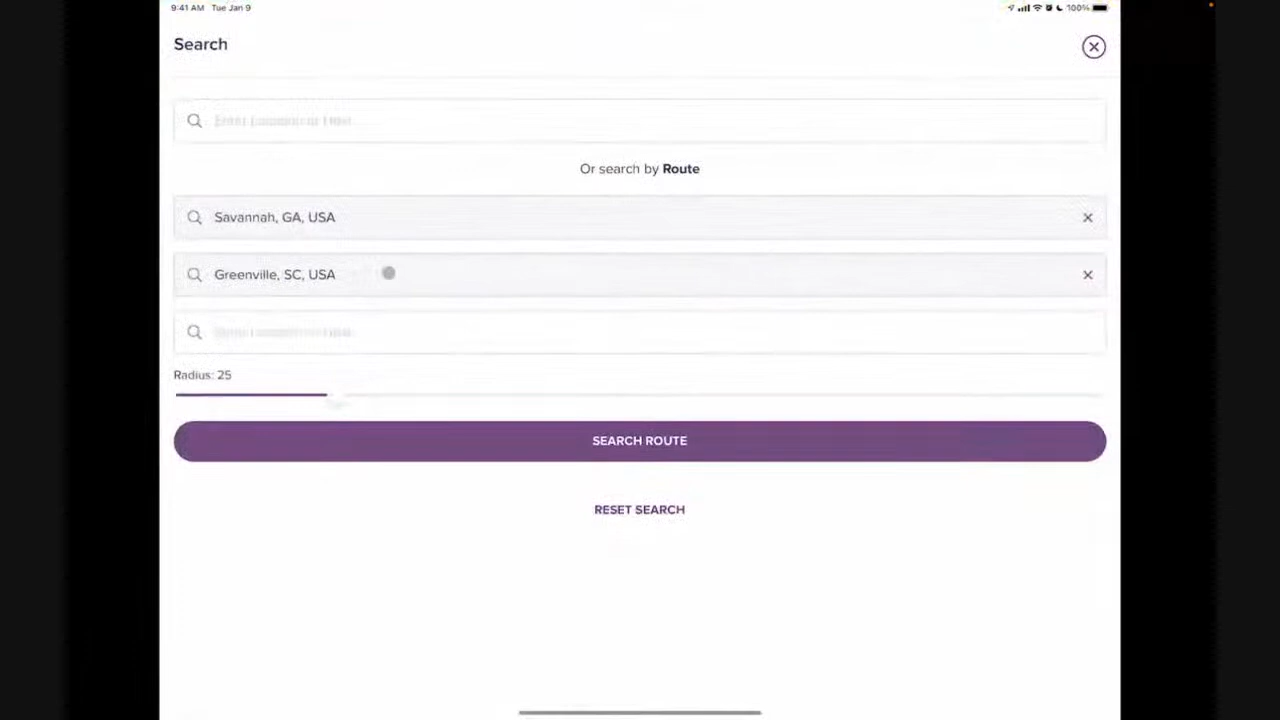 9:41 AM Tue Jan 9
100%
Search
Or search by Route
Savannah, GA, USA
Greenville, SC, USA
Radius: 25
SEARCH ROUTE
RESET SEARCH